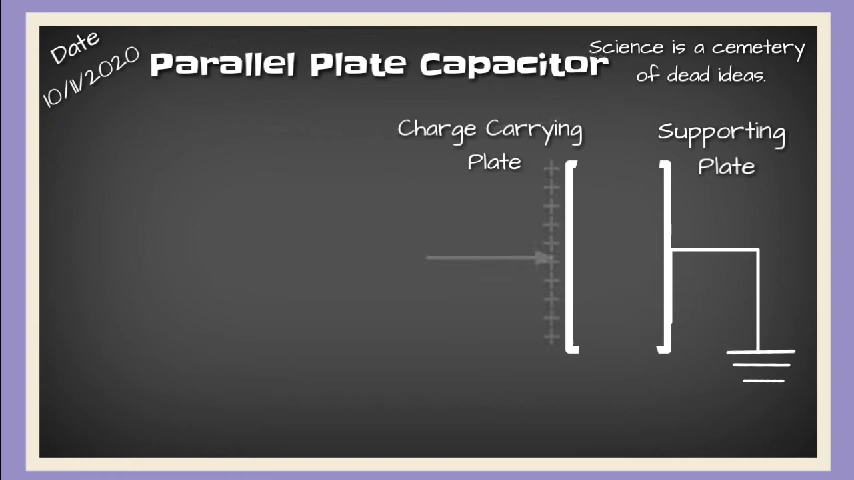 Date
10/11/2020
Parallel Plate Capacitor
Science is a cemetery
of dead ideas.
Charge Carrying
Plate
Supporting
Plate